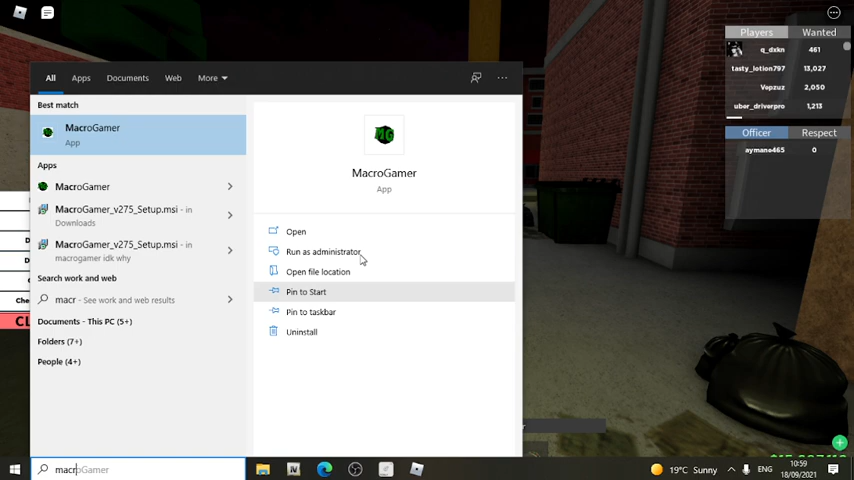 Players Wanted
q_dxkn 461
tasty_lotion797 13,027
Vepzuz 2,050
uber_driverpro 1,213
Officer Respect
aymane465 0
All Apps Documents Web More
Best match
MacroGamer
App
Apps
MacroGamer
MacroGamer_v275_Setup.msi - in
Downloads
MacroGamer_v275_Setup.msi - in
macrogamer idk why
Search work and web
macr - See work and web results
Documents - This PC (5+)
Folders (7+)
People (4+)
MG
MacroGamer
App
Open
Run as administrator
Open file location
Pin to Start
Pin to taskbar
Uninstall
macroGamer
19°C Sunny
ENG
10:59
18/09/2021